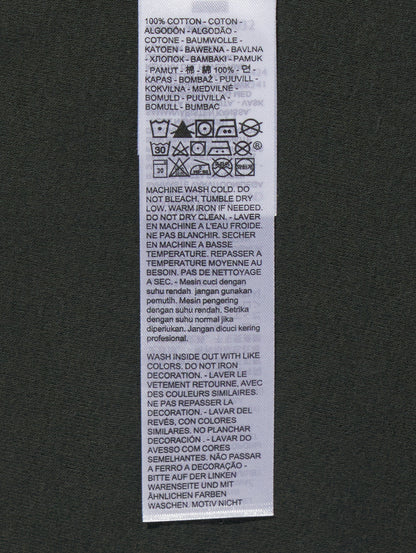 100% COTTON - COTON -
ALGODÓN - ALGODÃO -
COTONE - BAUMWOLLE -
KATOEN - BAWEŁNA - BAVLNA
- ХЛОПОК - BAMBAKI - PAMUK
- PAMUT - 棉 - 綿 100% - 면
- KAPAS - BOMBAŽ - PUUVILL -
KOKVILNA - MEDVILNĖ -
BOMULD - PUUVILLA -
BOMULL - BUMBAC
30
®
30
MACHINE WASH COLD. DO
NOT BLEACH. TUMBLE DRY
LOW. WARM IRON IF NEEDED.
DO NOT DRY CLEAN. - LAVER
EN MACHINE A L'EAU FROIDE.
NE PAS BLANCHIR. SECHER
EN MACHINE A BASSE
TEMPERATURE. REPASSER A
TEMPERATURE MOYENNE AU
BESOIN. PAS DE NETTOYAGE
A SEC. - Mesin cuci dengan
suhu rendah jangan gunakan
pemutih. Mesin pengering
dengan suhu rendah. Setrika
dengan suhu normal jika
diperlukan. Jangan dicuci kering
profesional.
WASH INSIDE OUT WITH LIKE
COLORS. DO NOT IRON
DECORATION. - LAVER LE
VETEMENT RETOURNE, AVEC
DES COULEURS SIMILAIRES.
NE PAS REPASSER LA
DECORATION. - LAVAR DEL
REVÉS, CON COLORES
SIMILARES. NO PLANCHAR
DECORACIÓN . - LAVAR DO
AVESSO COM CORES
SEMELHANTES. NÃO PASSAR
A FERRO A DECORAÇÃO -
BITTE AUF DER LINKEN
WARENSEITE UND MIT
ÄHNLICHEN FARBEN
WASCHEN. MOTIV NICHT